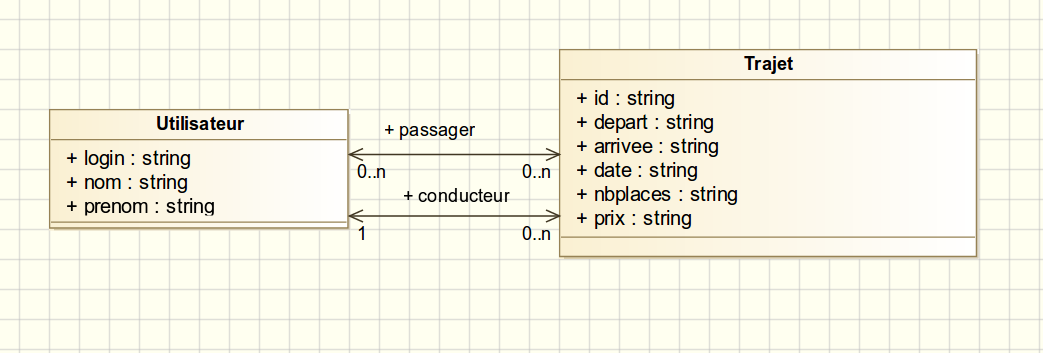 Utilisateur
+ login : string
+ nom : string
+ prenom : string
+ passager
0..n
0..n
+ conducteur
1
0..n
Trajet
+ id : string
+ depart : string
+ arrivee : string
+ date : string
+ nbplaces : string
+ prix : string